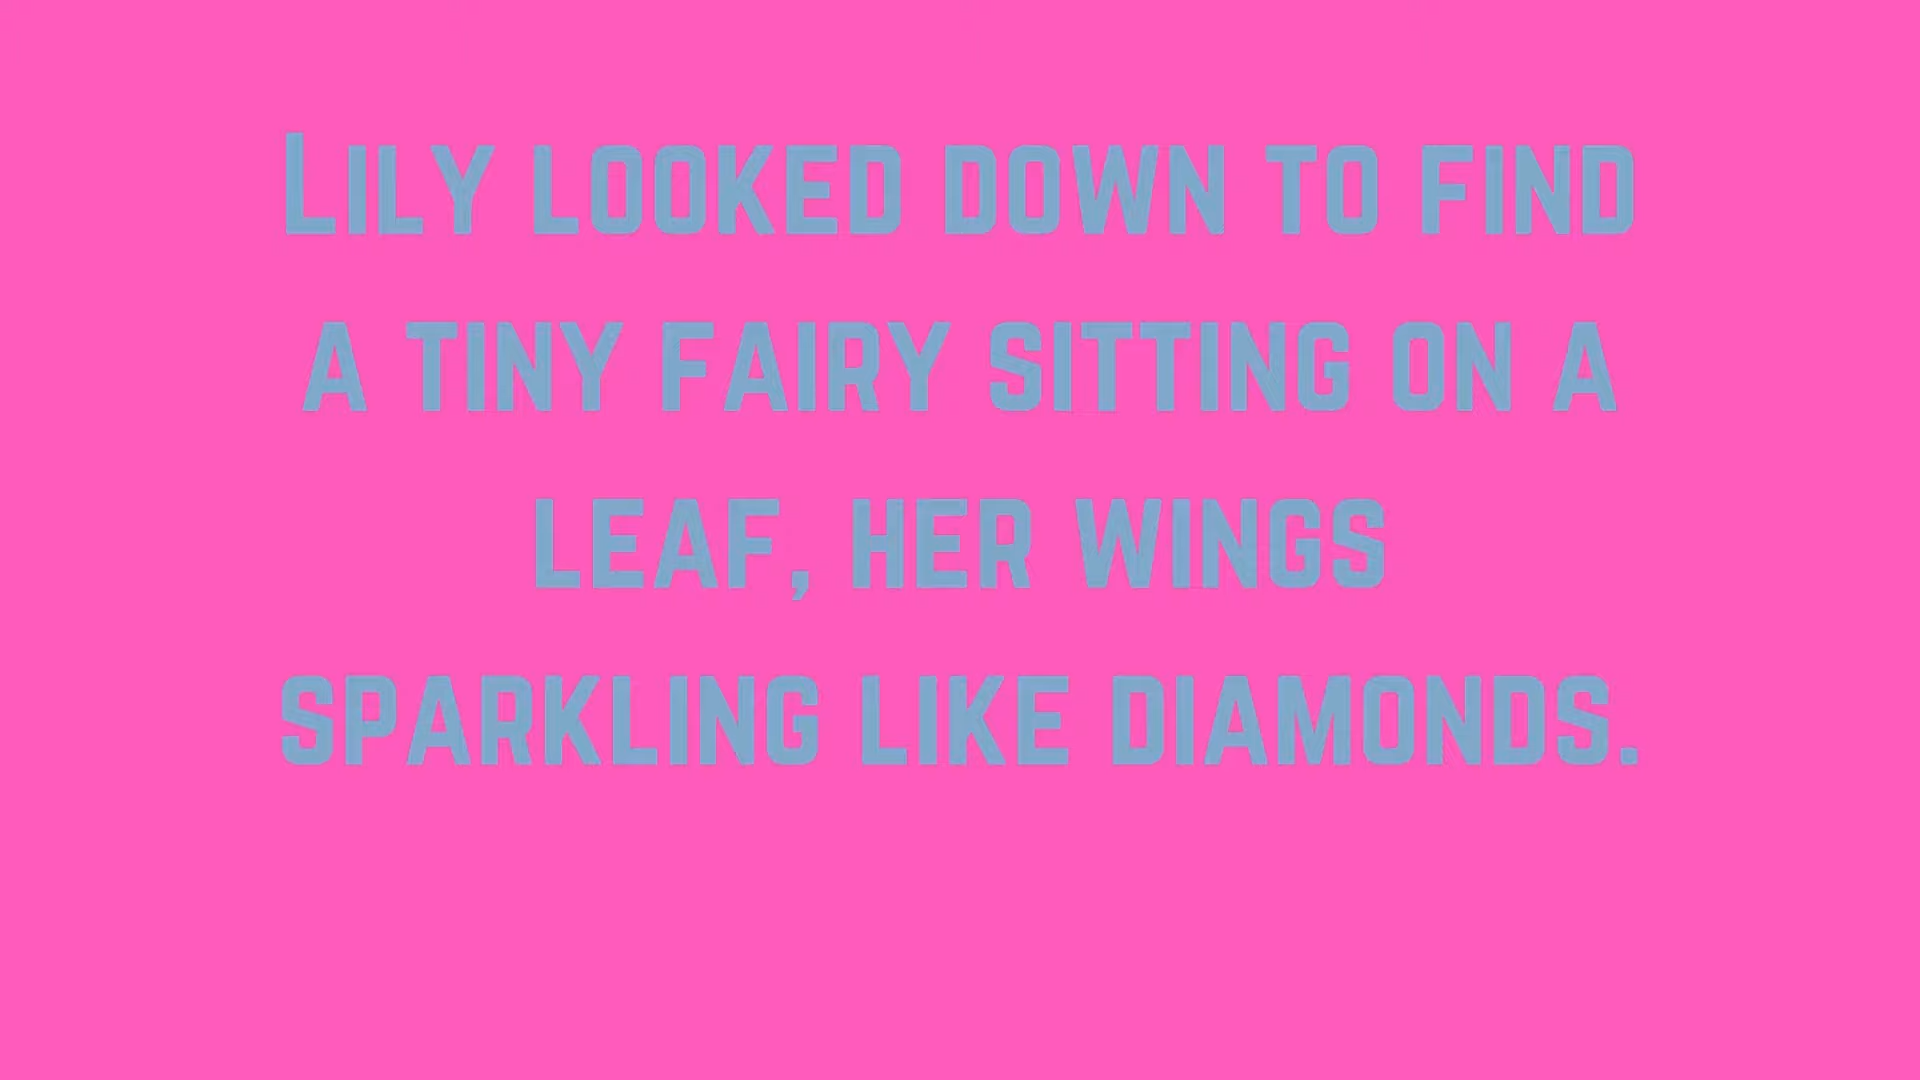 Lily looked down to find
a tiny fairy sitting on a
leaf, her wings
sparkling like diamonds.